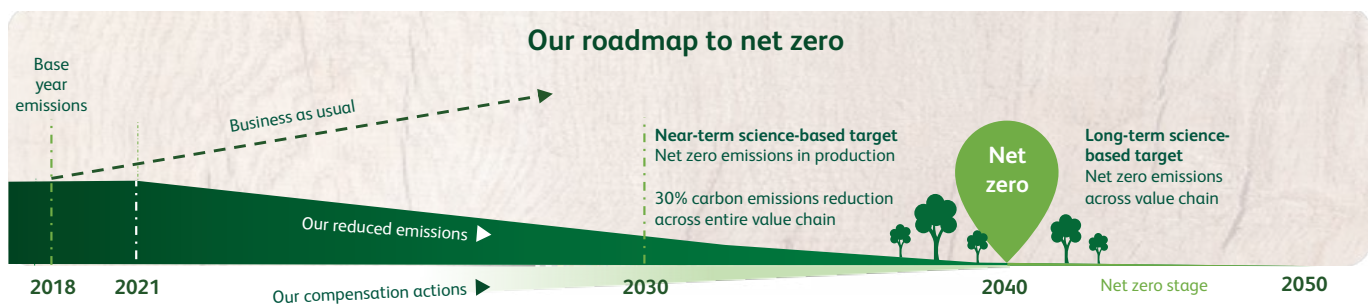 Our roadmap to net zero
Base
year
emissions
Business as usual
Near-term science-based target
Net zero emissions in production
30% carbon emissions reduction
across entire value chain
Net
zero
Long-term science-
based target
Net zero emissions
across value chain
Our reduced emissions
2018
2021
Our compensation actions
2030
2040
Net zero stage
2050